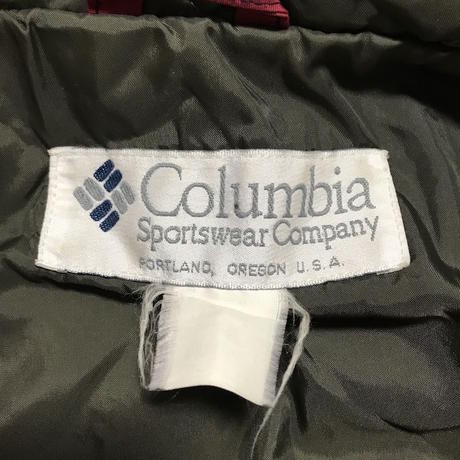 Columbia
Sportswear Company
PORTLAND, OREGON U.S.A.